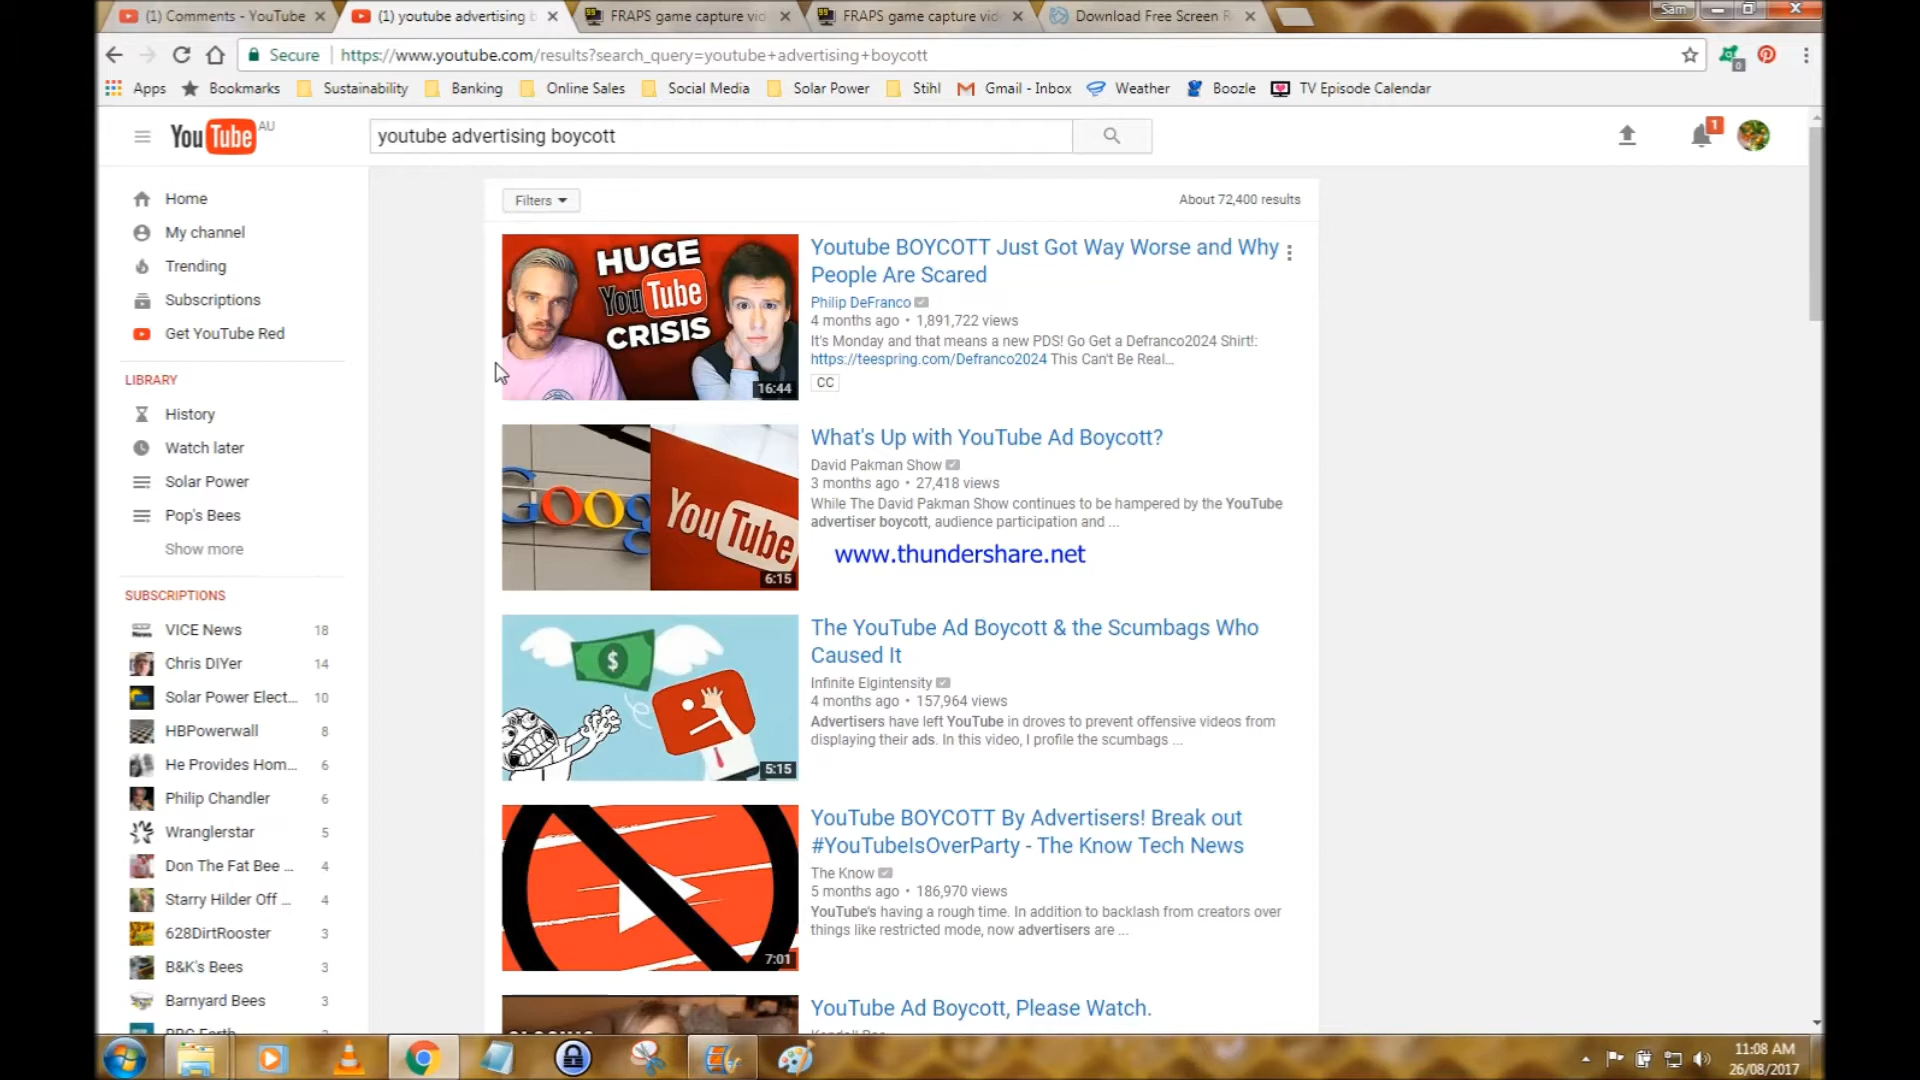 (1) Comments - YouTube
(1) youtube advertising b
FRAPS game capture vid
FRAPS game capture vid
Download Free Screen R
Sam
Secure
https://www.youtube.com/results?search_query=youtube+advertising+boycott
0
Apps
Bookmarks
Sustainability
Banking
Online Sales
Social Media
Solar Power
Stihl
Gmail - Inbox
Weather
Boozle
TV Episode Calendar
YouTube AU
youtube advertising boycott
1
Home
My channel
Trending
Subscriptions
Get YouTube Red
LIBRARY
History
Watch later
Solar Power
Pop's Bees
Show more
SUBSCRIPTIONS
VICE News 18
Chris DIYer 14
Solar Power Elect... 10
HBPowerwall 8
He Provides Hom... 6
Philip Chandler 6
Wranglerstar 5
Don The Fat Bee ... 4
Starry Hilder Off ... 4
628DirtRooster 3
B&K's Bees 3
Barnyard Bees 3
Filters
About 72,400 results
HUGE
YouTube
CRISIS
16:44
Youtube BOYCOTT Just Got Way Worse and Why
People Are Scared
Philip DeFranco
4 months ago • 1,891,722 views
It's Monday and that means a new PDS! Go Get a Defranco2024 Shirt!:
https://teespring.com/Defranco2024 This Can't Be Real...
CC
Goog
YouTube
6:15
What's Up with YouTube Ad Boycott?
David Pakman Show
3 months ago • 27,418 views
While The David Pakman Show continues to be hampered by the YouTube
advertiser boycott, audience participation and ...
www.thundershare.net
$
5:15
The YouTube Ad Boycott & the Scumbags Who
Caused It
Infinite Elgintensity
4 months ago • 157,964 views
Advertisers have left YouTube in droves to prevent offensive videos from
displaying their ads. In this video, I profile the scumbags ...
7:01
YouTube BOYCOTT By Advertisers! Break out
#YouTubeIsOverParty - The Know Tech News
The Know
5 months ago • 186,970 views
YouTube's having a rough time. In addition to backlash from creators over
things like restricted mode, now advertisers are ...
YouTube Ad Boycott, Please Watch.
11:08 AM
26/08/2017